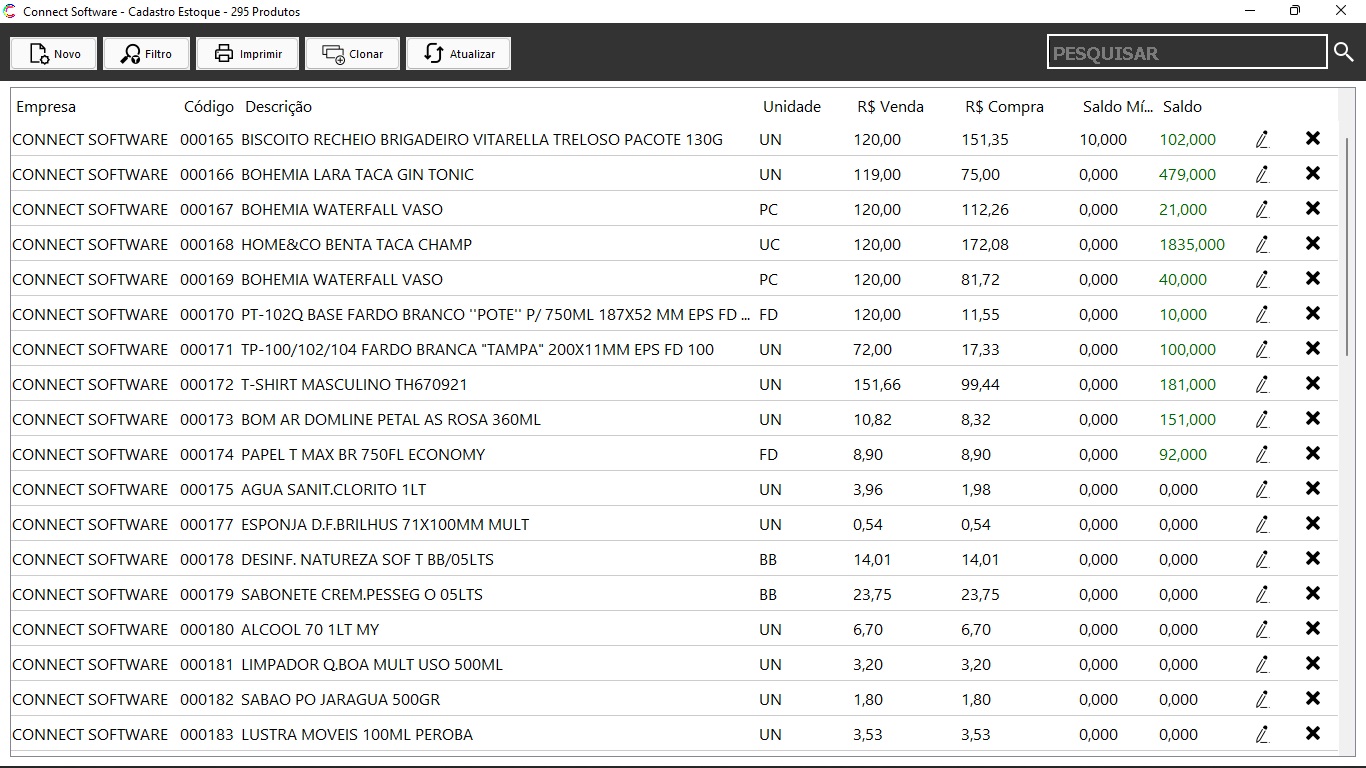 Connect Software - Cadastro Estoque - 295 Produtos
Novo Filtro Imprimir Clonar Atualizar PESQUISAR
Empresa Código Descrição Unidade R$ Venda R$ Compra Saldo Mí... Saldo
CONNECT SOFTWARE 000165 BISCOITO RECHEIO BRIGADEIRO VITARELLA TRELOSO PACOTE 130G UN 120,00 151,35 10,000 102,000
CONNECT SOFTWARE 000166 BOHEMIA LARA TACA GIN TONIC UN 119,00 75,00 0,000 479,000
CONNECT SOFTWARE 000167 BOHEMIA WATERFALL VASO PC 120,00 112,26 0,000 21,000
CONNECT SOFTWARE 000168 HOME&CO BENTA TACA CHAMP UC 120,00 172,08 0,000 1835,000
CONNECT SOFTWARE 000169 BOHEMIA WATERFALL VASO PC 120,00 81,72 0,000 40,000
CONNECT SOFTWARE 000170 PT-102Q BASE FARDO BRANCO ''POTE'' P/ 750ML 187X52 MM EPS FD ... FD 120,00 11,55 0,000 10,000
CONNECT SOFTWARE 000171 TP-100/102/104 FARDO BRANCA "TAMPA" 200X11MM EPS FD 100 UN 72,00 17,33 0,000 100,000
CONNECT SOFTWARE 000172 T-SHIRT MASCULINO TH670921 UN 151,66 99,44 0,000 181,000
CONNECT SOFTWARE 000173 BOM AR DOMLINE PETAL AS ROSA 360ML UN 10,82 8,32 0,000 151,000
CONNECT SOFTWARE 000174 PAPEL T MAX BR 750FL ECONOMY FD 8,90 8,90 0,000 92,000
CONNECT SOFTWARE 000175 AGUA SANIT.CLORITO 1LT UN 3,96 1,98 0,000 0,000
CONNECT SOFTWARE 000177 ESPONJA D.F.BRILHUS 71X100MM MULT UN 0,54 0,54 0,000 0,000
CONNECT SOFTWARE 000178 DESINF. NATUREZA SOF T BB/05LTS BB 14,01 14,01 0,000 0,000
CONNECT SOFTWARE 000179 SABONETE CREM.PESSEG O 05LTS BB 23,75 23,75 0,000 0,000
CONNECT SOFTWARE 000180 ALCOOL 70 1LT MY UN 6,70 6,70 0,000 0,000
CONNECT SOFTWARE 000181 LIMPADOR Q.BOA MULT USO 500ML UN 3,20 3,20 0,000 0,000
CONNECT SOFTWARE 000182 SABAO PO JARAGUA 500GR UN 1,80 1,80 0,000 0,000
CONNECT SOFTWARE 000183 LUSTRA MOVEIS 100ML PEROBA UN 3,53 3,53 0,000 0,000